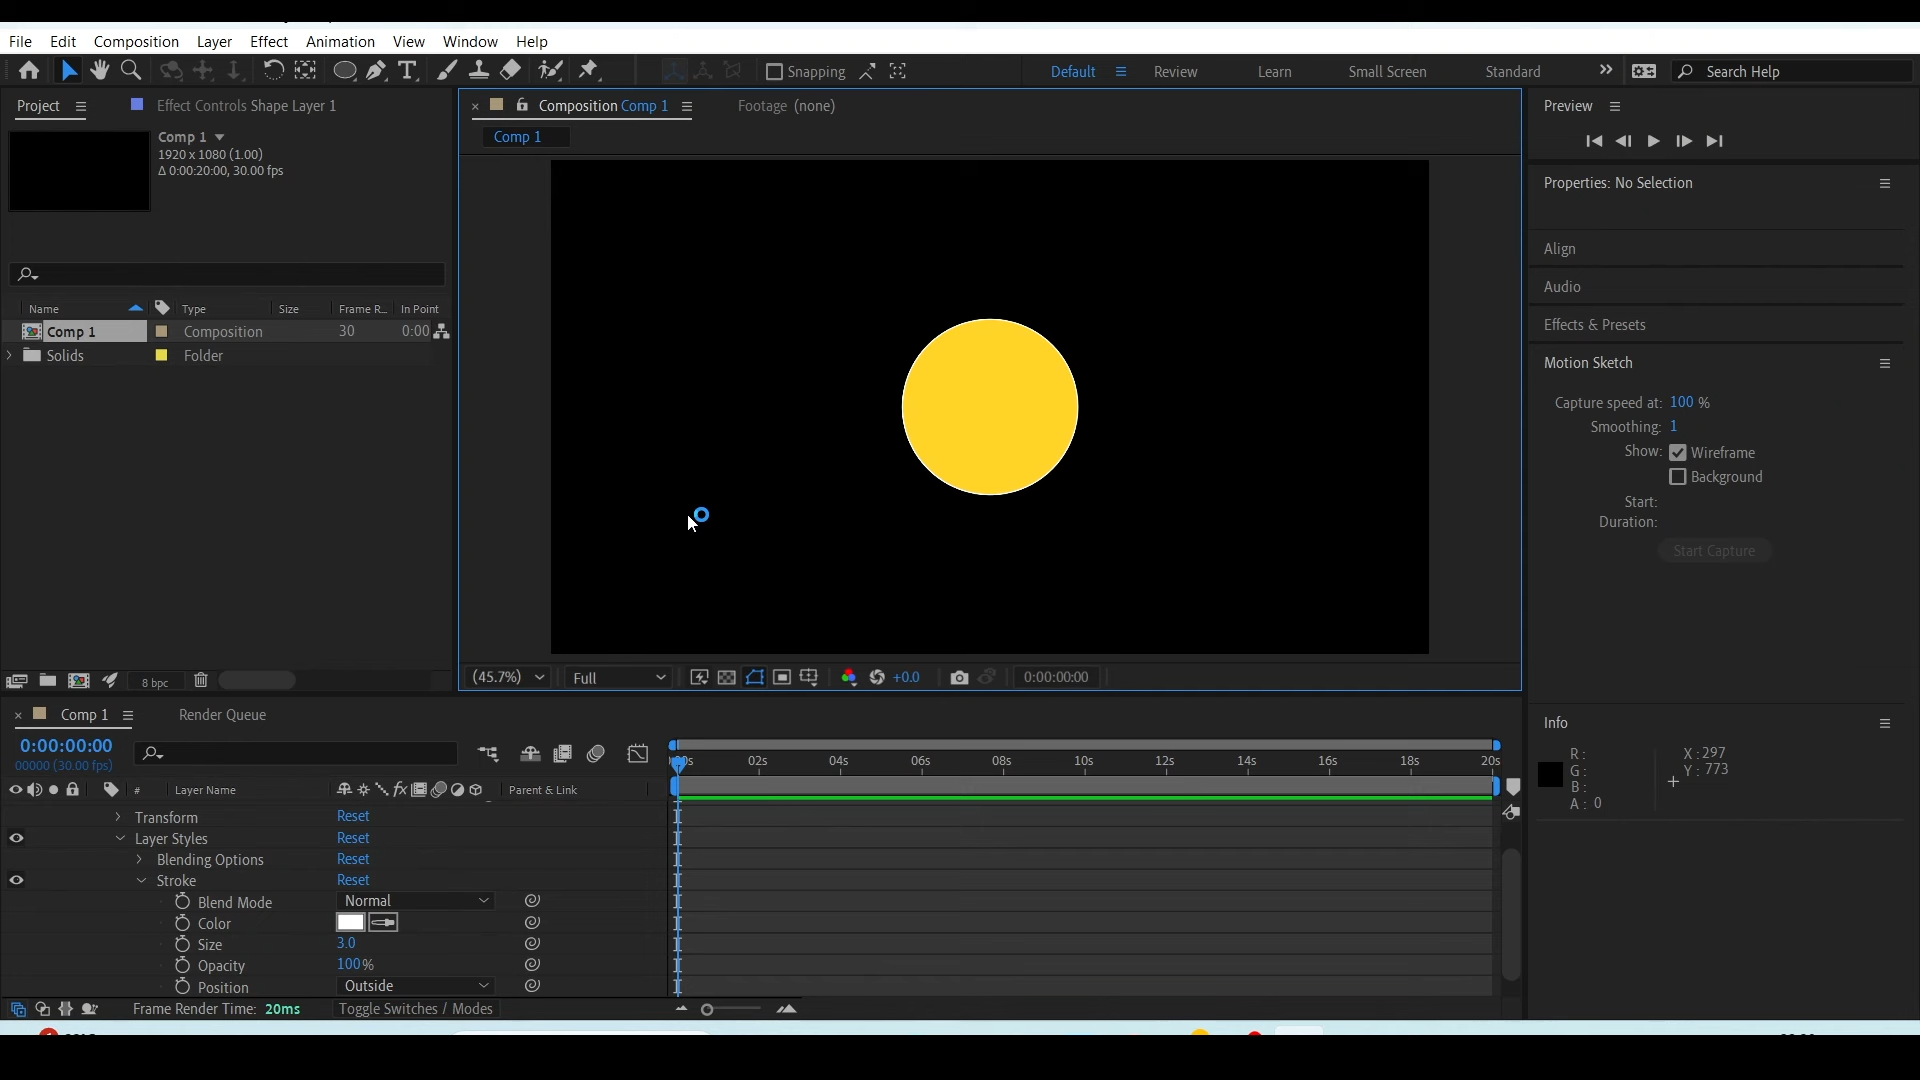 File Edit Composition Layer Effect Animation View Window Help
Snapping Default Review Learn Small Screen Standard Search Help
Project Effect Controls Shape Layer 1
Comp 1
1920 x 1080 (1.00)
Δ 0:00:20:00, 30.00 fps
Name Type Size Frame R... In Point
Comp 1 Composition 30 0:00
Solids Folder
8 bpc
Composition Comp 1 Footage (none)
Comp 1
(45.7%) Full +0.0 0:00:00:00
Preview
Properties: No Selection
Align
Audio
Effects & Presets
Motion Sketch
Capture speed at: 100 %
Smoothing: 1
Show: Wireframe
Background
Start:
Duration:
Start Capture
Info
R:
G:
B:
A: 0
X: 297
Y: 773
Comp 1 Render Queue
0:00:00:00
00000 (30.00 fps)
02s 04s 06s 08s 10s 12s 14s 16s 18s 20s
# Layer Name fx Parent & Link
Transform Reset
Layer Styles Reset
Blending Options Reset
Stroke Reset
Blend Mode Normal
Color
Size 3.0
Opacity 100%
Position Outside
Frame Render Time: 20ms Toggle Switches / Modes